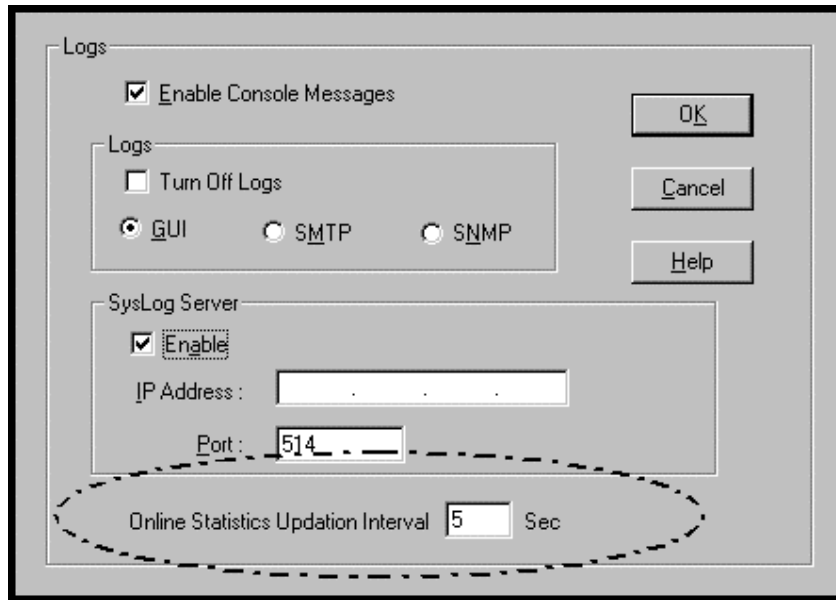 Logs
Enable Console Messages
OK
Logs
Turn Off Logs
Cancel
GUI SMTP SNMP
Help
SysLog Server
Enable
IP Address :
. . .
Port : 514
Online Statistics Updation Interval 5 Sec